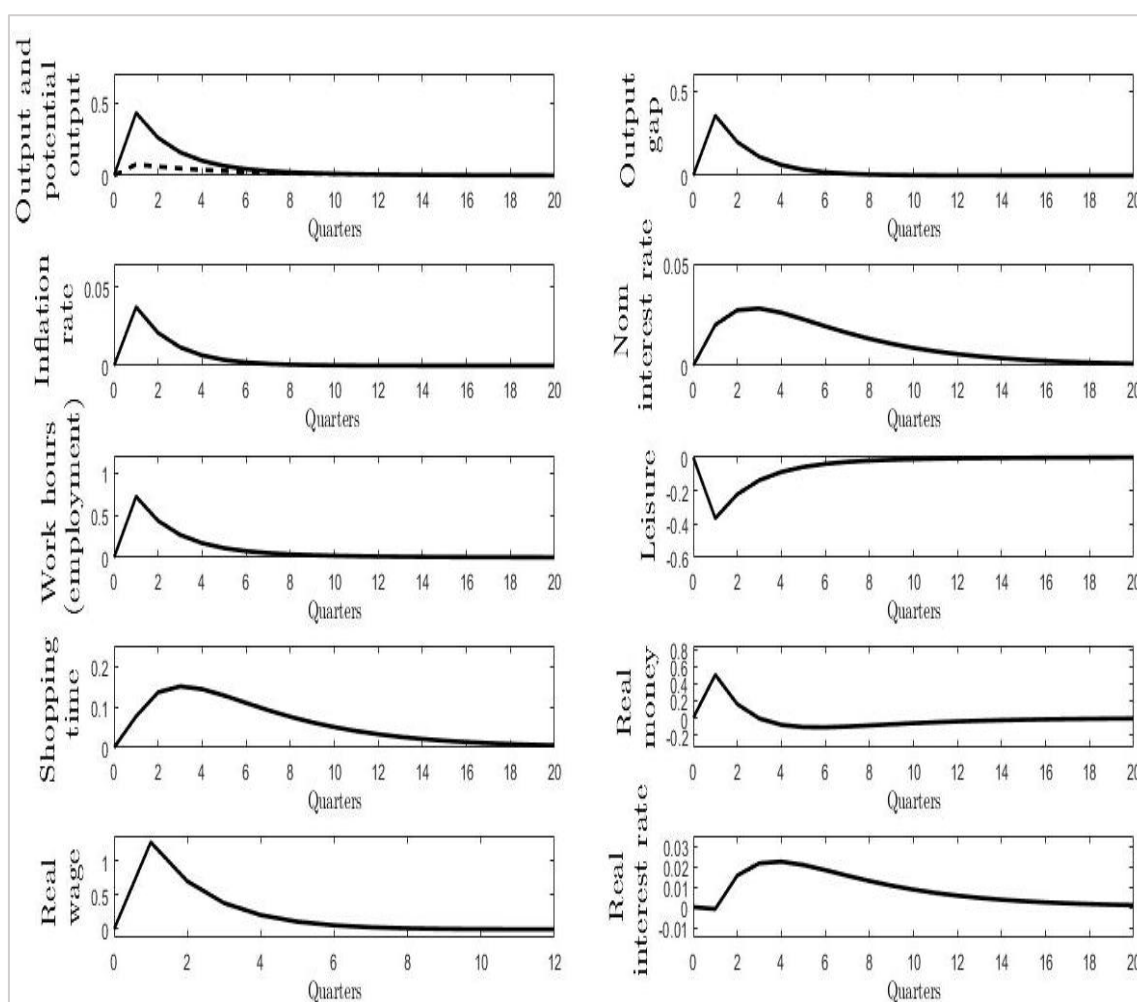 Output and
potential
output
0.5
0
0 2 4 6 8 10 12 14 16 18 20
Quarters
Output
gap
0.5
0
0 2 4 6 8 10 12 14 16 18 20
Quarters
Inflation
rate
0.05
0
0 2 4 6 8 10 12 14 16 18 20
Quarters
Nom
interest rate
0.05
0
0 2 4 6 8 10 12 14 16 18 20
Quarters
Work hours
(employment)
1
0.5
0
0 2 4 6 8 10 12 14 16 18 20
Quarters
Leisure
0
-0.2
-0.4
-0.6
0 2 4 6 8 10 12 14 16 18 20
Quarters
Shopping
time
0.2
0.1
0
0 2 4 6 8 10 12 14 16 18 20
Quarters
Real
money
0.8
0.6
0.4
0.2
0
-0.2
0 2 4 6 8 10 12 14 16 18 20
Quarters
Real
wage
1
0.5
0
0 2 4 6 8 10 12
Quarters
Real
interest rate
0.03
0.02
0.01
0
-0.01
0 2 4 6 8 10 12 14 16 18 20
Quarters